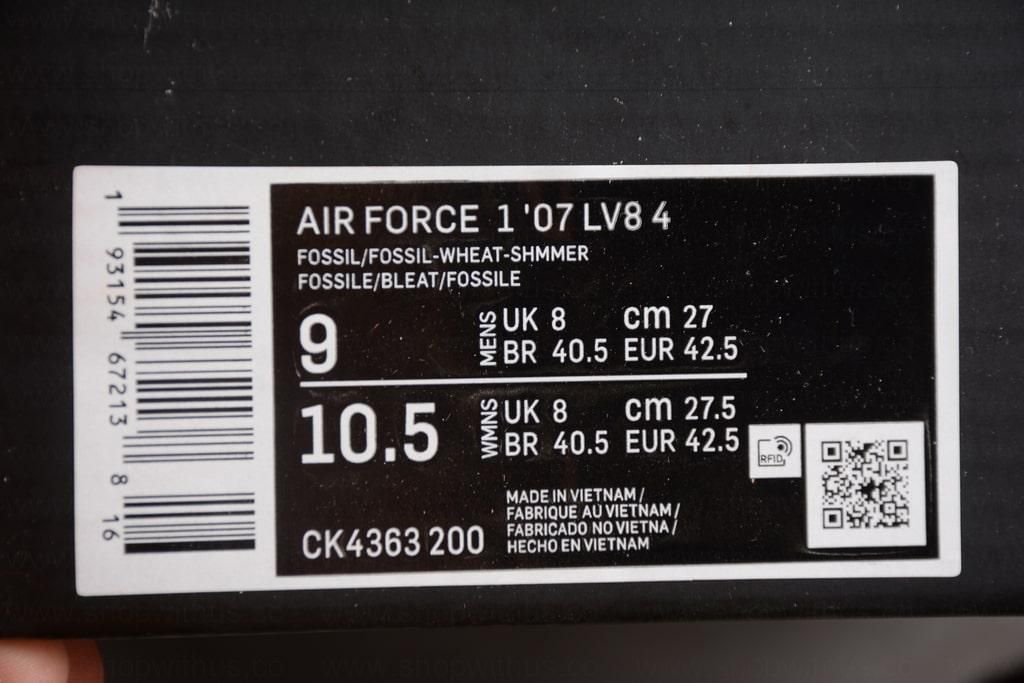 AIR FORCE 1 '07 LV8 4
FOSSIL/FOSSIL-WHEAT-SHMMER
FOSSILE/BLEAT/FOSSILE
9
MENS
UK 8 cm 27
BR 40.5 EUR 42.5
10.5
WMNS
UK 8 cm 27.5
BR 40.5 EUR 42.5
CK4363 200
MADE IN VIETNAM /
FABRIQUE AU VIETNAM /
FABRICADO NO VIETNA /
HECHO EN VIETNAM
RFID
1 93154 67213 8
16
www.shopwithus.co